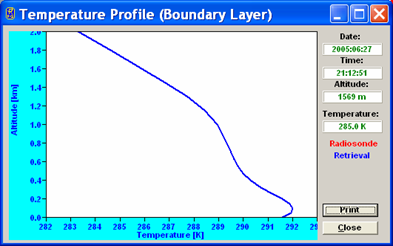 Temperature Profile (Boundary Layer)
Date:
2005:06:27
Time:
21:12:51
Altitude:
1569 m
Temperature:
285.0 K
Radiosonde
Retrieval
Print
Close
Altitude [km]
2.0
1.8
1.6
1.4
1.2
1.0
0.8
0.6
0.4
0.2
0.0
282 283 284 285 286 287 288 289 290 291 292 29
Temperature [K]